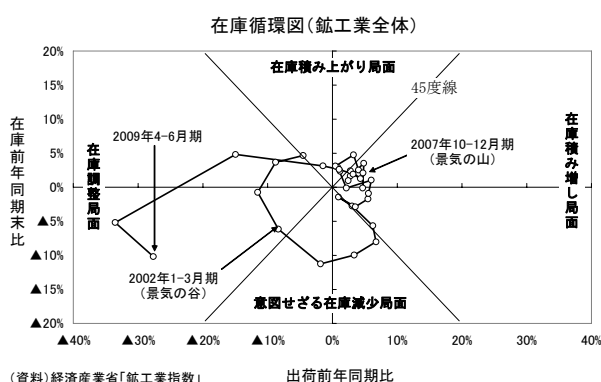 在庫循環図（鉱工業全体）
20%
15%
10%
5%
0%
▲5%
▲10%
▲15%
▲20%
在庫前年同期末比
在庫積み上がり局面
45度線
2009年4-6月期
在庫調整局面
2007年10-12月期
（景気の山）
在庫積み増し局面
2002年1-3月期
（景気の谷）
意図せざる在庫減少局面
▲40% ▲30% ▲20% ▲10% 0% 10% 20% 30% 40%
（資料）経済産業省「鉱工業指数」
出荷前年同期比